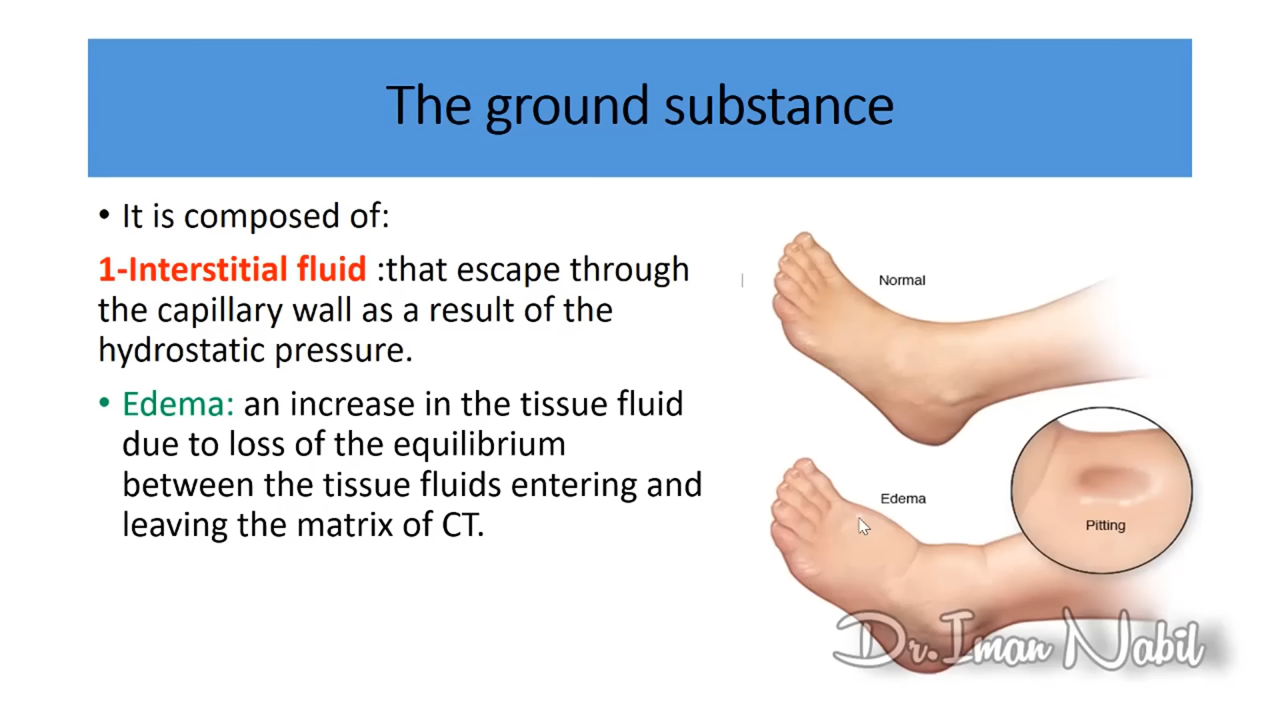 The ground substance
• It is composed of:
1-Interstitial fluid :that escape through
the capillary wall as a result of the
hydrostatic pressure.
• Edema: an increase in the tissue fluid
due to loss of the equilibrium
between the tissue fluids entering and
leaving the matrix of CT.
Normal
Edema
Pitting
Dr.Iman Nabil